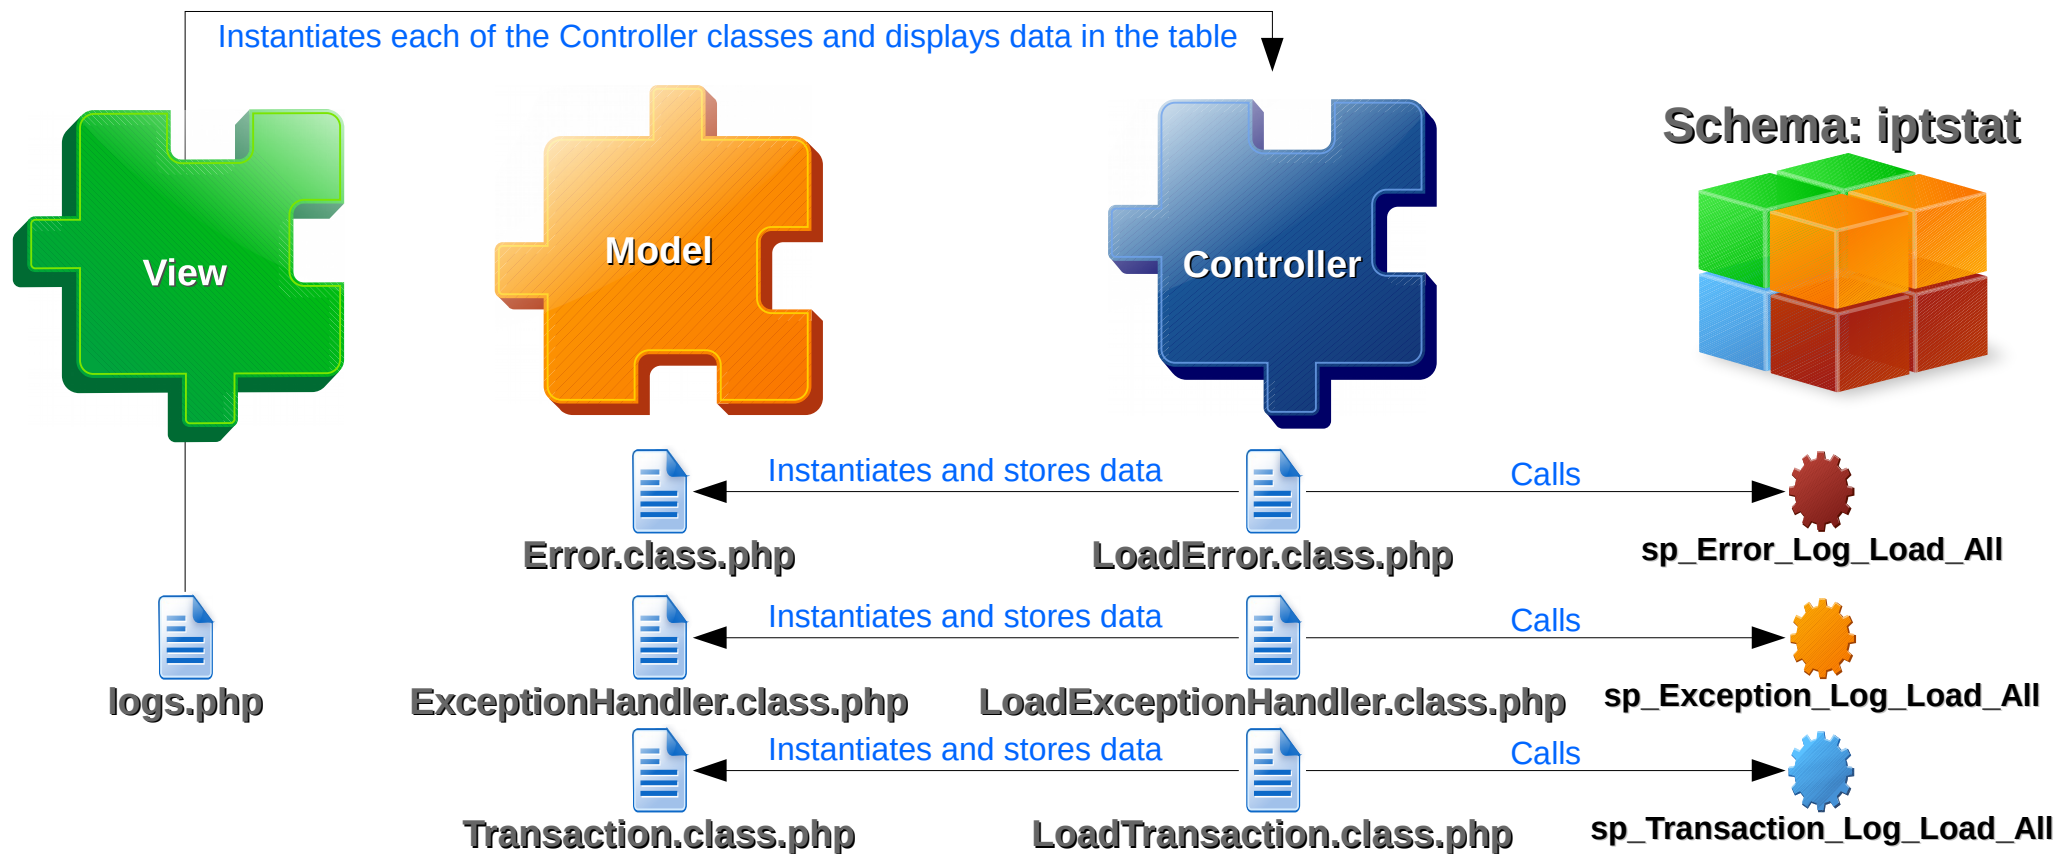 Instantiates each of the Controller classes and displays data in the table
Schema: iptstat
View
Model
Controller
Instantiates and stores data
Calls
Error.class.php
LoadError.class.php
sp_Error_Log_Load_All
Instantiates and stores data
Calls
logs.php
ExceptionHandler.class.php
LoadExceptionHandler.class.php
sp_Exception_Log_Load_All
Instantiates and stores data
Calls
Transaction.class.php
LoadTransaction.class.php
sp_Transaction_Log_Load_All